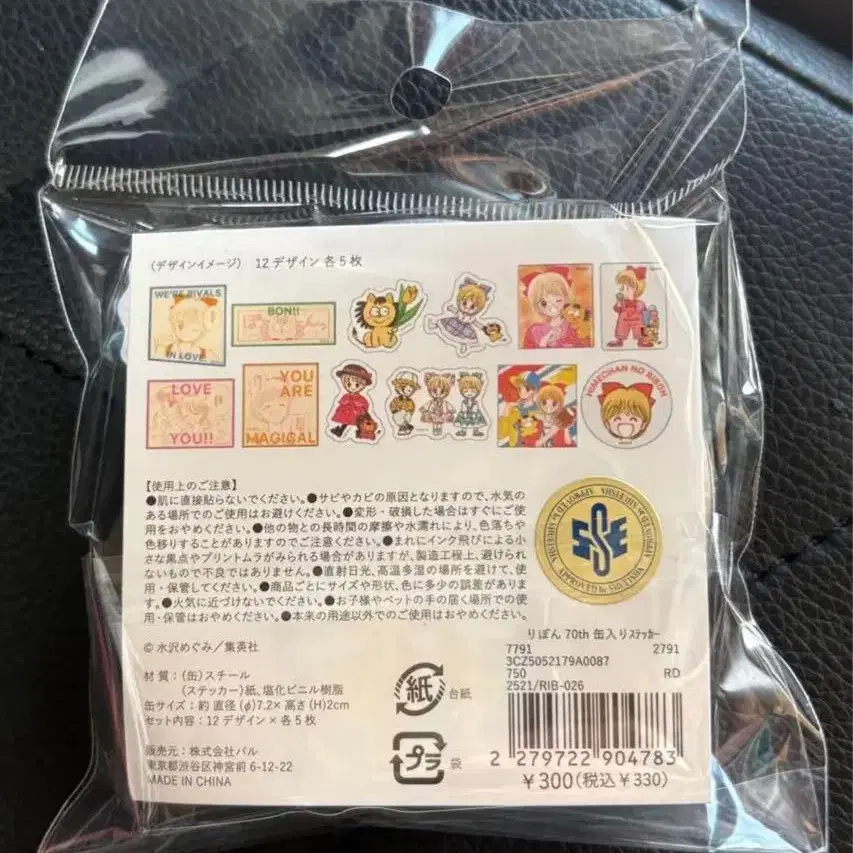 〈デザインイメージ〉 12デザイン 各5枚
WE'RE RIVALS
IN LOVE
BON!!
LOVE
YOU!!
YOU
ARE
MAGICAL
HIMECHAN NO RIBON
【使用上のご注意】
●肌に直接貼らないでください。●サビやカビの原因となりますので、水気の
ある場所でのご使用はお避けください。●変形・破損した場合はすぐにご使
用をおやめください。●他の物との長時間の摩擦や水濡れにより、色落ちや
色移りすることがありますのでご注意ください。●まれにインク飛びによる小
さな黒点やプリントムラがみられる場合がありますが、製造工程上、避けられ
ないもので不良ではありません。●直射日光、高温多湿の場所を避けて、使
用・保管してください。●商品ごとにサイズや形状、色に多少の誤差がありま
す。●火気に近づけないでください。●お子様やペットの手の届く場所での使
用・保管はおやめください。●本来の用途以外でのご使用はおやめください。
APPROVED by SHUEISHA
SE
© 水沢めぐみ／集英社
材 質：（缶）スチール
（ステッカー）紙、塩化ビニル樹脂
缶サイズ：約 直径（φ）7.2× 高さ（H）2cm
セット内容：12デザイン × 各5枚
販売元：株式会社パル
東京都渋谷区神宮前 6-12-22
MADE IN CHINA
紙 台紙
プラ 袋
りぼん 70th 缶入りステッカー
7791 2791
3CZ5052179A0087
750 RD
2521/RIB-026
2 279722 904783
¥300(税込¥330)